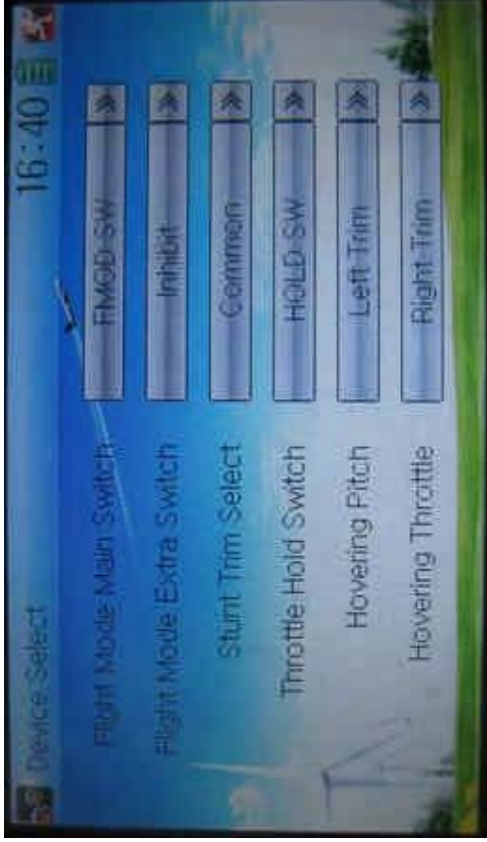 Device Select 16:40
Flight Mode Main Switch FMOD SW
Flight Mode Extra Switch Inhibit
Stunt Trim Select Common
Throttle Hold Switch HOLD SW
Hovering Pitch Left Trim
Hovering Throttle Right Trim